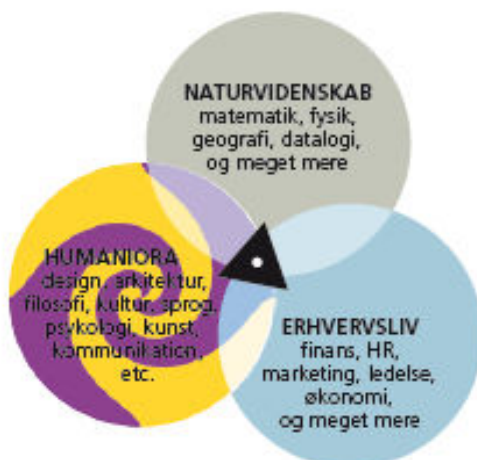 NATURVIDENSKAB
matematik, fysik,
geografi, datalogi,
og meget mere
HUMANIORA
design, arkitektur,
filosofi, kultur, sprog,
psykologi, kunst,
kommunikation,
etc.
ERHVERVSLIV
finans, HR,
marketing, ledelse,
økonomi,
og meget mere